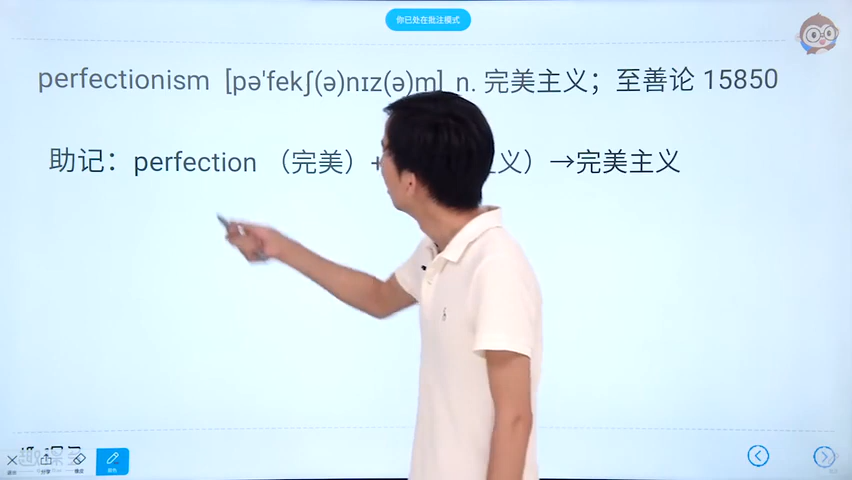 你已处在批注模式
perfectionism [pə'fekʃ(ə)nɪz(ə)m] n. 完美主义；至善论 15850
助记：perfection （完美）+ 义）→完美主义